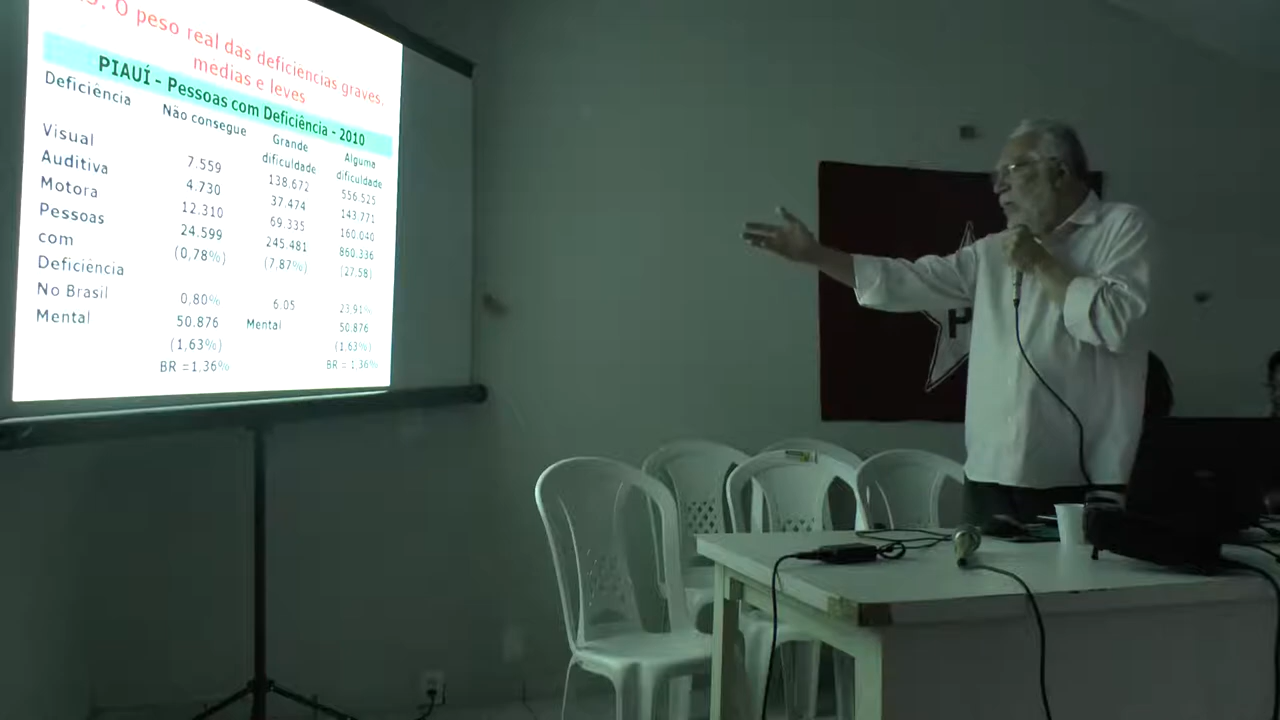 O peso real das deficiências graves,
médias e leves
PIAUÍ - Pessoas com Deficiência - 2010
Deficiência Não consegue Grande dificuldade Alguma dificuldade
Visual 7.559 138.672 556.525
Auditiva 4.730 37.474 143.771
Motora 12.310 69.335 160.040
Pessoas 24.599 245.481 860.336
com (0,78%) (7,87%) (27,58)
Deficiência
No Brasil 0,80% 6.05 23,91%
Mental 50.876 Mental 50.876
(1,63%) (1.63%)
BR =1,36% BR = 1,36%
P